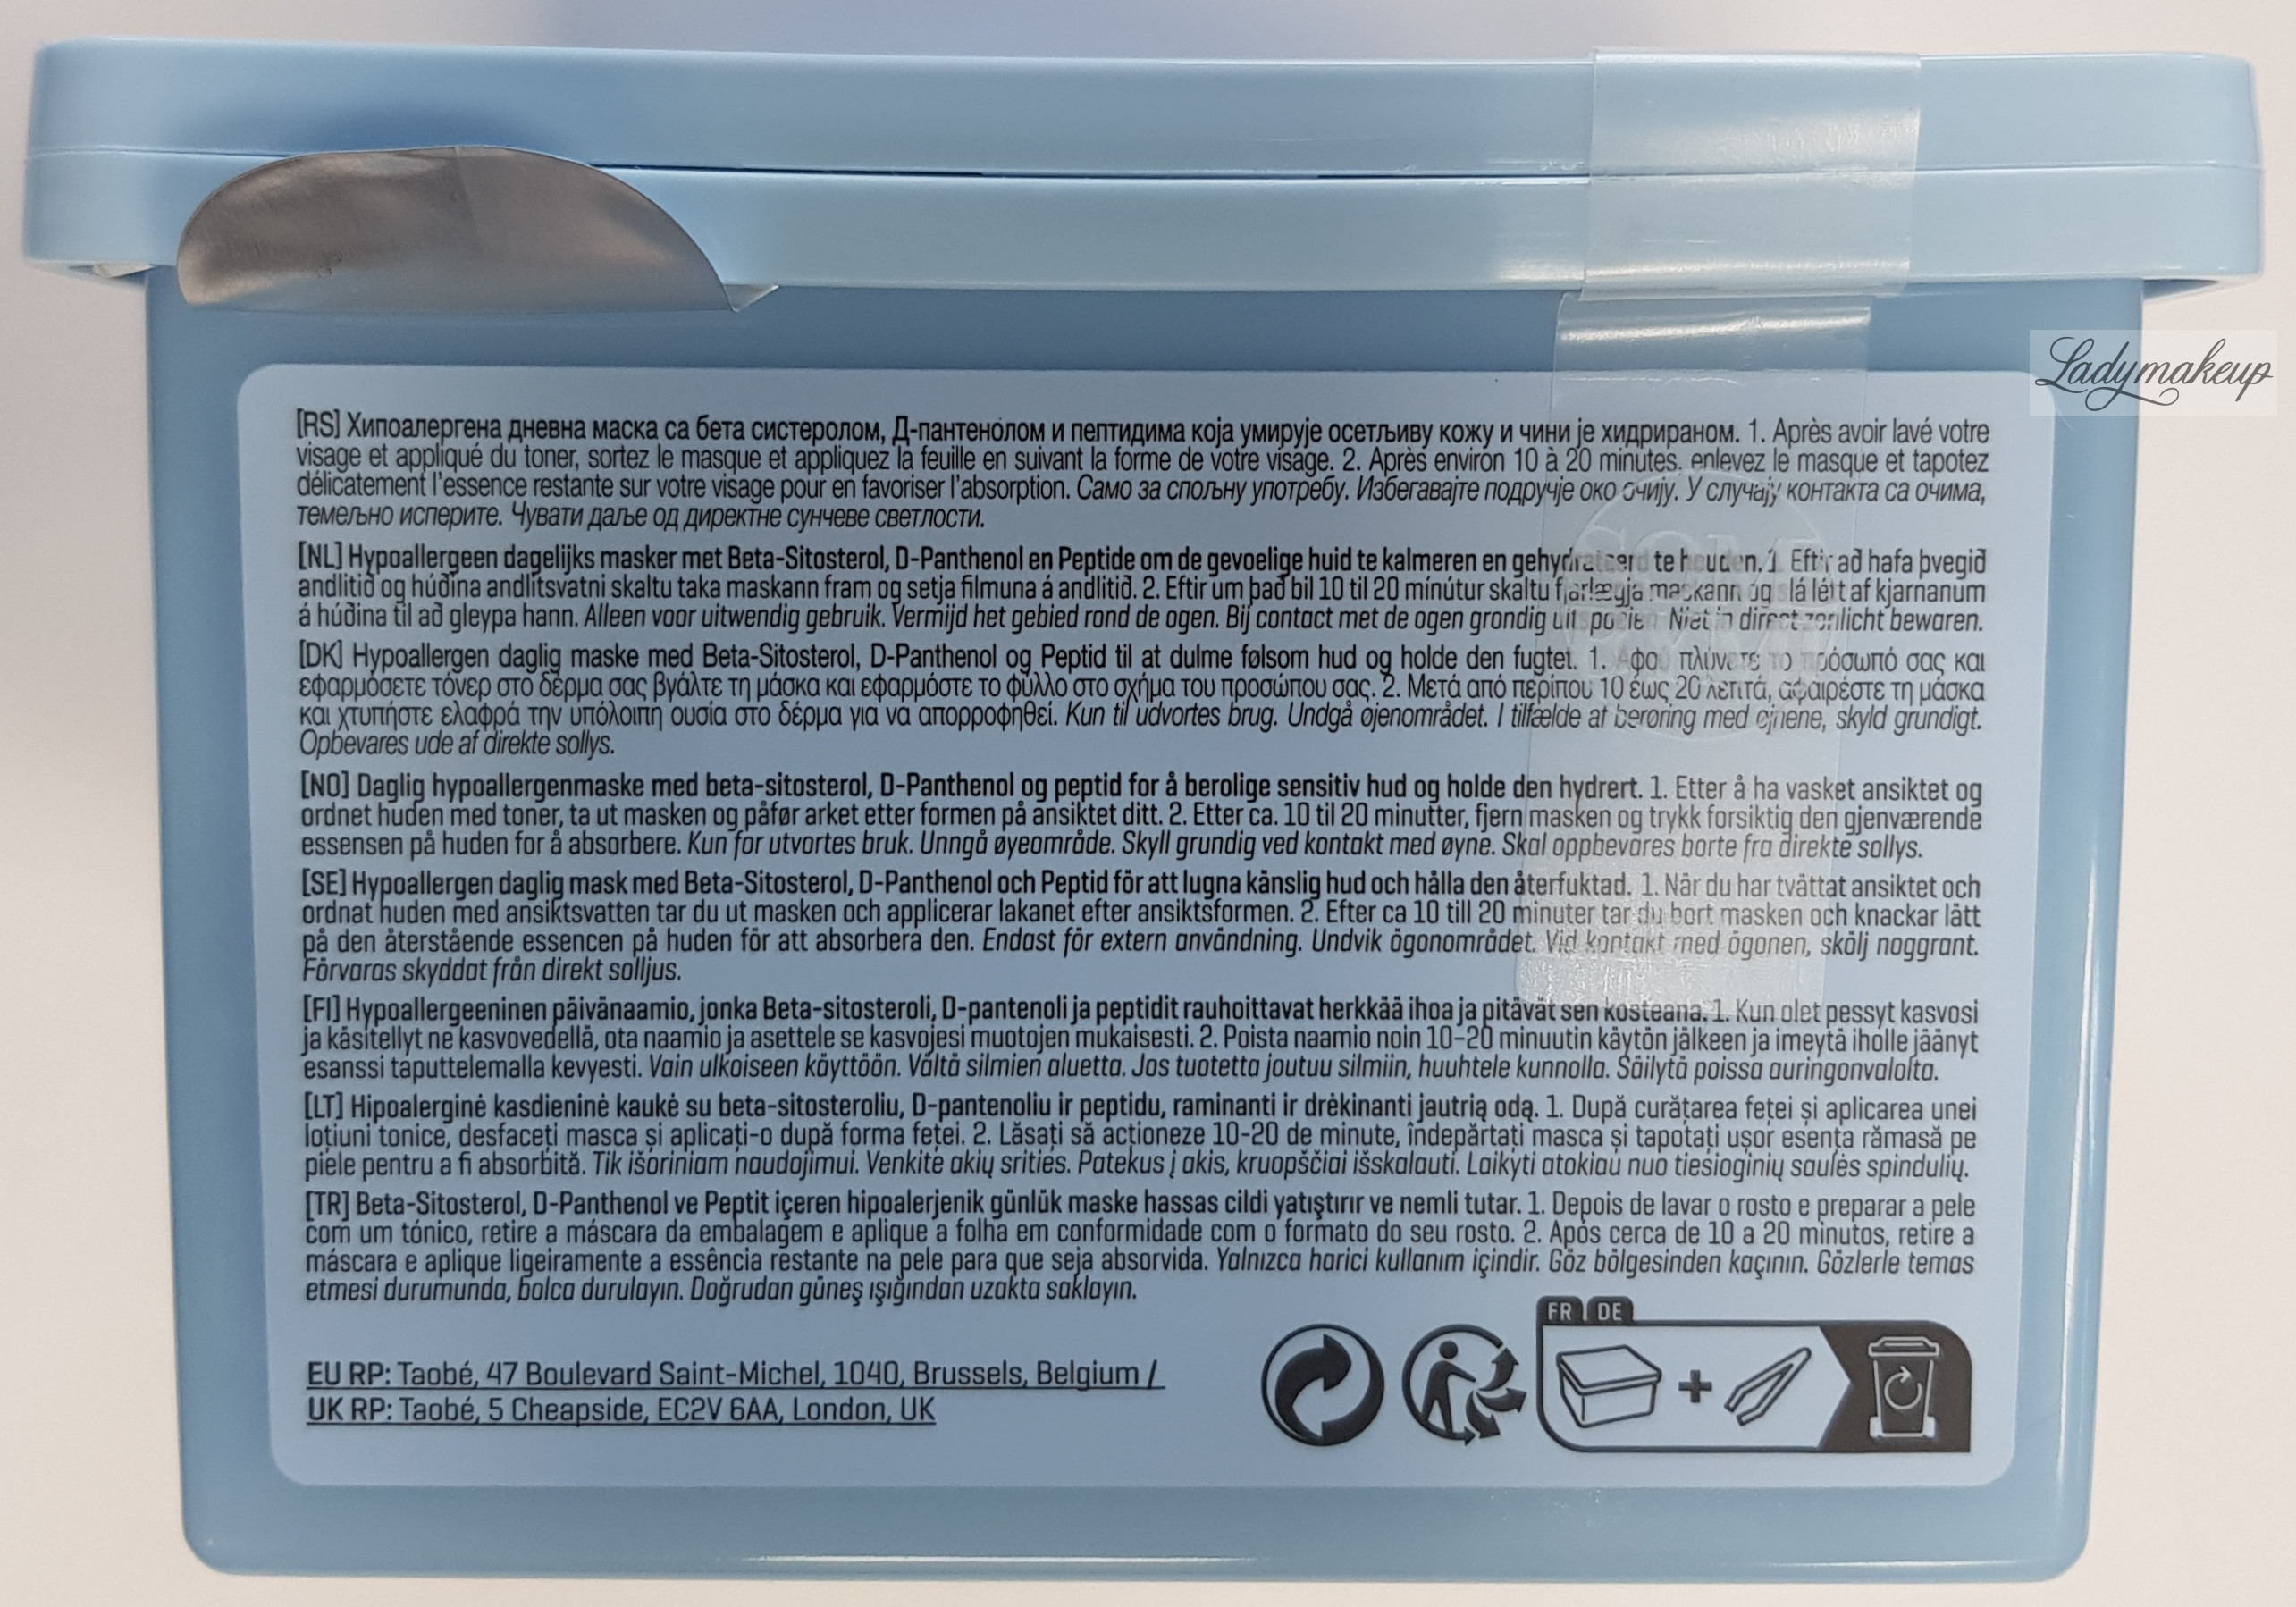 Ladymakeup
[RS] Хипоалергена дневна маска са бета систеролом, Д-пантенолом и пептидима која умирује осетљиву кожу и чини је хидрираном. 1. Après avoir lavé votre
visage et appliqué du toner, sortez le masque et appliquez la feuille en suivant la forme de votre visage. 2. Après environ 10 à 20 minutes, enlevez le masque et tapotez
délicatement l'essence restante sur votre visage pour en favoriser l'absorption. Само за спољну употребу. Избегавајте подручје око очију. У случају контакта са очима,
темељно исперите. Чувати даље од директне сунчеве светлости.
[NL] Hypoallergeen dagelijks masker met Beta-Sitosterol, D-Panthenol en Peptide om de gevoelige huid te kalmeren en gehydrateerd te houden. 1. Eftir að hafa þvegið
andlitið og húðina andlitsvatni skaltu taka maskann fram og setja filmuna á andlitið. 2. Eftir um það bil 10 til 20 mínútur skaltu fjarlægja maskann og slá létt af kjarnanum
á húðina til að gleypa hann. Alleen voor uitwendig gebruik. Vermijd het gebied rond de ogen. Bij contact met de ogen grondig uitspoelen. Niet in direct zonlicht bewaren.
[DK] Hypoallergen daglig maske med Beta-Sitosterol, D-Panthenol og Peptid til at dulme følsom hud og holde den fugtet. 1. Αφού πλύνετε το πρόσωπό σας και
εφαρμόσετε τόνερ στο δέρμα σας βγάλτε τη μάσκα και εφαρμόστε το φύλλο στο σχήμα του προσώπου σας. 2. Μετά από περίπου 10 έως 20 λεπτά, αφαιρέστε τη μάσκα
και χτυπήστε ελαφρά την υπόλοιπη ουσία στο δέρμα για να απορροφηθεί. Kun til udvortes brug. Undgå øjenområdet. I tilfælde af berøring med øjnene, skyld grundigt.
Opbevares ude af direkte sollys.
[NO] Daglig hypoallergenmaske med beta-sitosterol, D-Panthenol og peptid for å berolige sensitiv hud og holde den hydrert. 1. Etter å ha vasket ansiktet og
ordnet huden med toner, ta ut masken og påfør arket etter formen på ansiktet ditt. 2. Etter ca. 10 til 20 minutter, fjern masken og trykk forsiktig den gjenværende
essensen på huden for å absorbere. Kun for utvortes bruk. Unngå øyeområde. Skyll grundig ved kontakt med øyne. Skal oppbevares borte fra direkte sollys.
[SE] Hypoallergen daglig mask med Beta-Sitosterol, D-Panthenol och Peptid för att lugna känslig hud och hålla den återfuktad. 1. När du har tvättat ansiktet och
ordnat huden med ansiktsvatten tar du ut masken och applicerar lakanet efter ansiktsformen. 2. Efter ca 10 till 20 minuter tar du bort masken och knackar lätt
på den återstående essencen på huden för att absorbera den. Endast för extern användning. Undvik ögonområdet. Vid kontakt med ögonen, skölj noggrant.
Förvaras skyddat från direkt solljus.
[FI] Hypoallergeeninen päivänaamio, jonka Beta-sitosteroli, D-pantenoli ja peptidit rauhoittavat herkkää ihoa ja pitävät sen kosteana. 1. Kun olet pessyt kasvosi
ja käsitellyt ne kasvovedellä, ota naamio ja asettele se kasvojesi muotojen mukaisesti. 2. Poista naamio noin 10-20 minuutin käytön jälkeen ja imeytä iholle jäänyt
esanssi taputtelemalla kevyesti. Vain ulkoiseen käyttöön. Vältä silmien aluetta. Jos tuotetta joutuu silmiin, huuhtele kunnolla. Säilytä poissa auringonvalolta.
[LT] Hipoalerginė kasdieninė kaukė su beta-sitosteroliu, D-pantenoliu ir peptidu, raminanti ir drėkinanti jautrią odą. 1. După curățarea feței și aplicarea unei
loțiuni tonice, desfaceți masca și aplicați-o după forma feței. 2. Lăsați să acționeze 10-20 de minute, îndepărtați masca și tapotați ușor esența rămasă pe
piele pentru a fi absorbită. Tik išoriniam naudojimui. Venkite akių srities. Patekus į akis, kruopščiai išskalauti. Laikyti atokiau nuo tiesioginių saulės spindulių.
[TR] Beta-Sitosterol, D-Panthenol ve Peptit içeren hipoalerjenik günlük maske hassas cildi yatıştırır ve nemli tutar. 1. Depois de lavar o rosto e preparar a pele
com um tónico, retire a máscara da embalagem e aplique a folha em conformidade com o formato do seu rosto. 2. Após cerca de 10 a 20 minutos, retire a
máscara e aplique ligeiramente a essência restante na pele para que seja absorvida. Yalnızca harici kullanım içindir. Göz bölgesinden kaçının. Gözlerle temas
etmesi durumunda, bolca durulayın. Doğrudan güneş ışığından uzakta saklayın.
FR DE
EU RP: Taobé, 47 Boulevard Saint-Michel, 1040, Brussels, Belgium /
UK RP: Taobé, 5 Cheapside, EC2V 6AA, London, UK